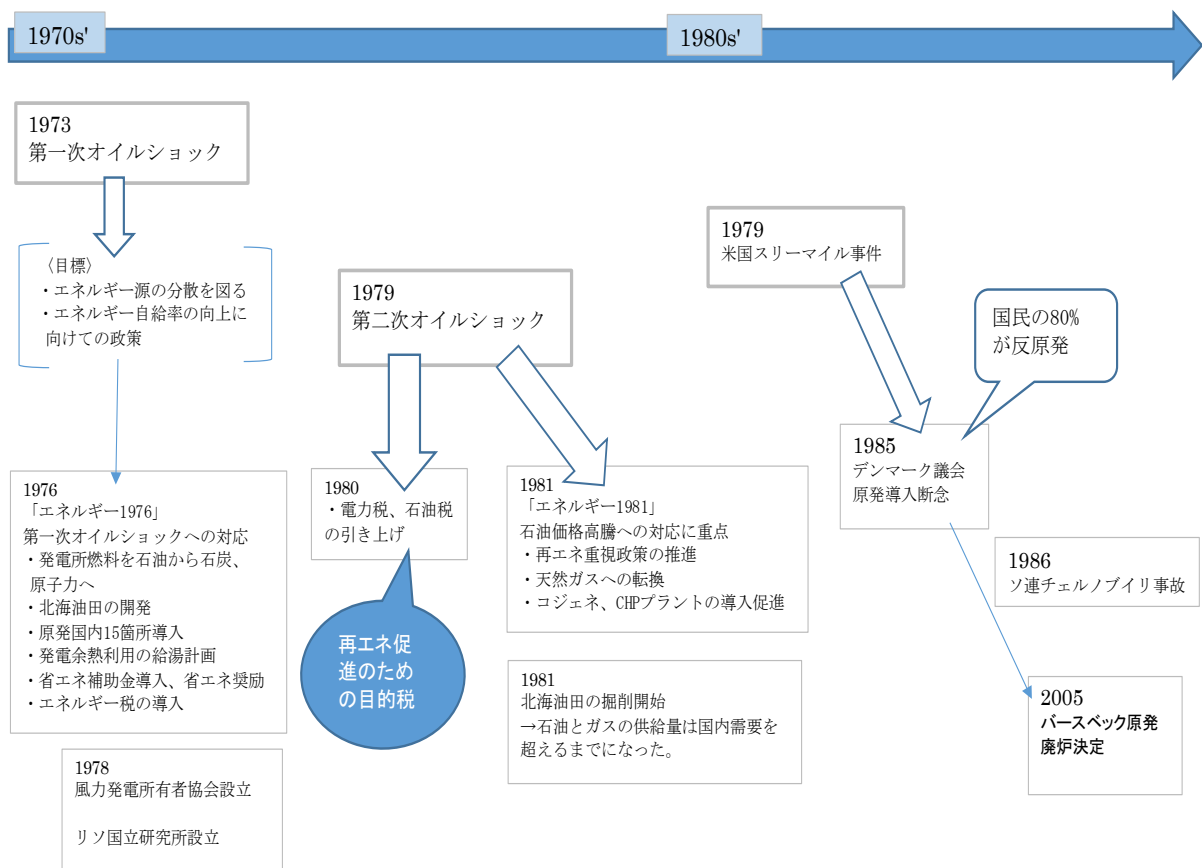 1970s'
1980s'
1973
第一次オイルショック
〈目標〉
・エネルギー源の分散を図る
・エネルギー自給率の向上に
向けての政策
1976
「エネルギー1976」
第一次オイルショックへの対応
・発電所燃料を石油から石炭、
原子力へ
・北海油田の開発
・原発国内15箇所導入
・発電余熱利用の給湯計画
・省エネ補助金導入、省エネ奨励
・エネルギー税の導入
1978
風力発電所有者協会設立
リソ国立研究所設立
1979
第二次オイルショック
1980
・電力税、石油税
の引き上げ
再エネ促
進のため
の目的税
1981
「エネルギー1981」
石油価格高騰への対応に重点
・再エネ重視政策の推進
・天然ガスへの転換
・コジェネ、CHPプラントの導入促進
1981
北海油田の掘削開始
→石油とガスの供給量は国内需要を
超えるまでになった。
1979
米国スリーマイル事件
国民の80%
が反原発
1985
デンマーク議会
原発導入断念
1986
ソ連チェルノブイリ事故
2005
バースベック原発
廃炉決定